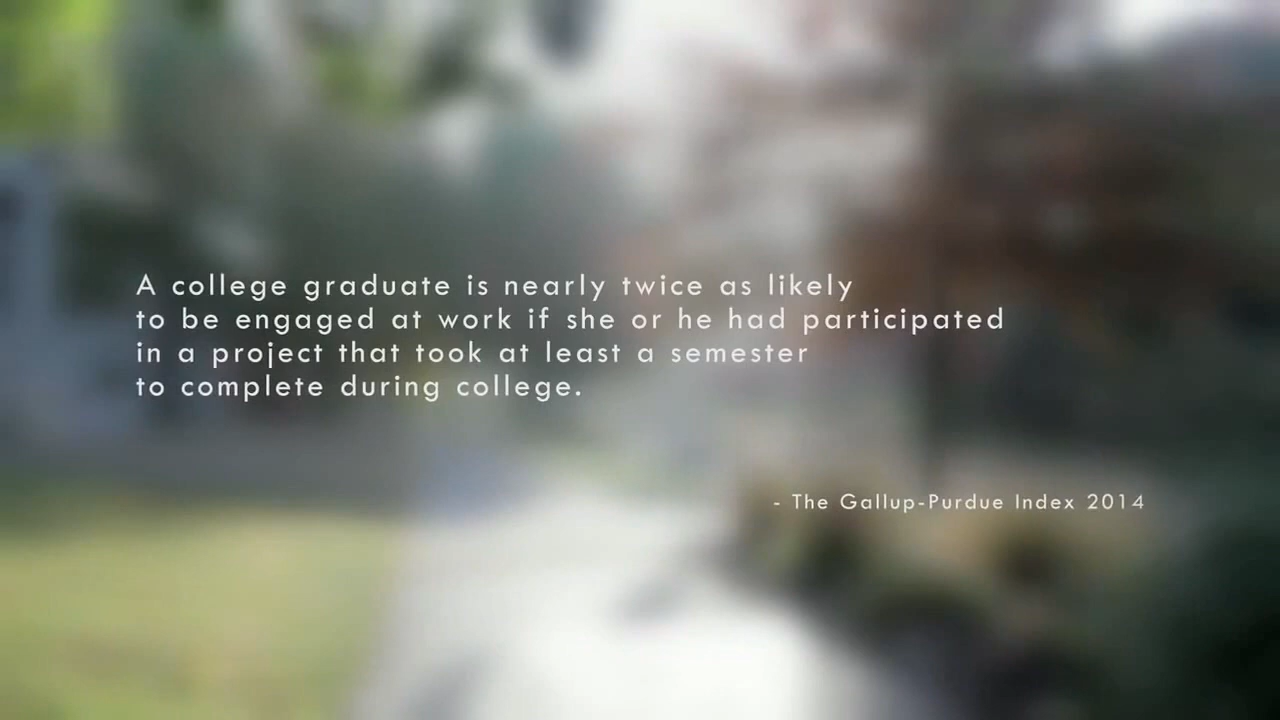 A college graduate is nearly twice as likely
to be engaged at work if she or he had participated
in a project that took at least a semester
to complete during college.
- The Gallup-Purdue Index 2014